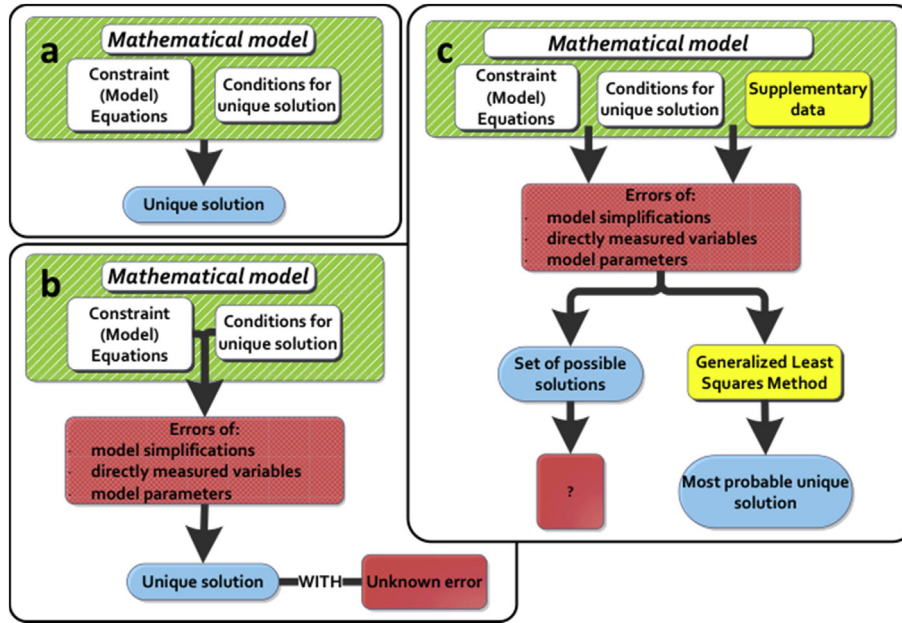 a
Mathematical model
Constraint
(Model)
Equations
Conditions for
unique solution
Unique solution
b
Mathematical model
Constraint
(Model)
Equations
Conditions for
unique solution
Errors of:
· model simplifications
· directly measured variables
· model parameters
Unique solution
WITH
Unknown error
c
Mathematical model
Constraint
(Model)
Equations
Conditions for
unique solution
Supplementary
data
Errors of:
· model simplifications
· directly measured variables
· model parameters
Set of possible
solutions
Generalized Least
Squares Method
?
Most probable unique
solution